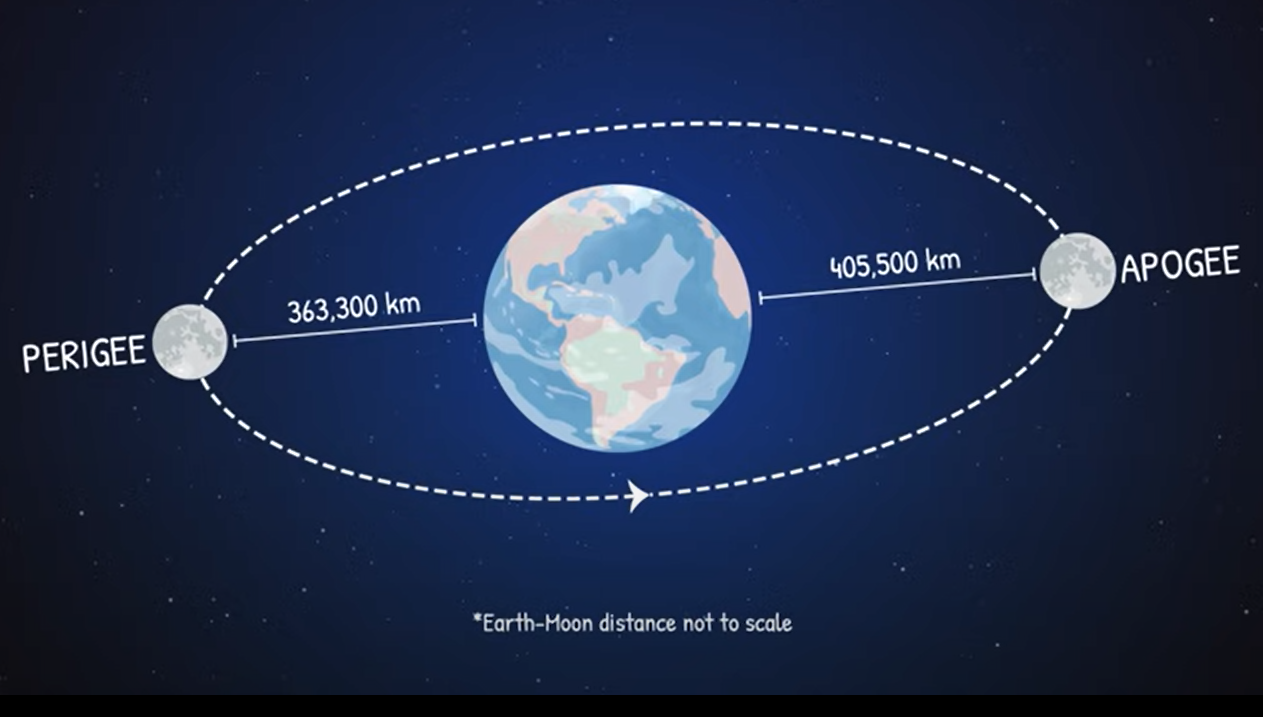 405,500 km
APOGEE
363,300 km
PERIGEE
*Earth-Moon distance not to scale